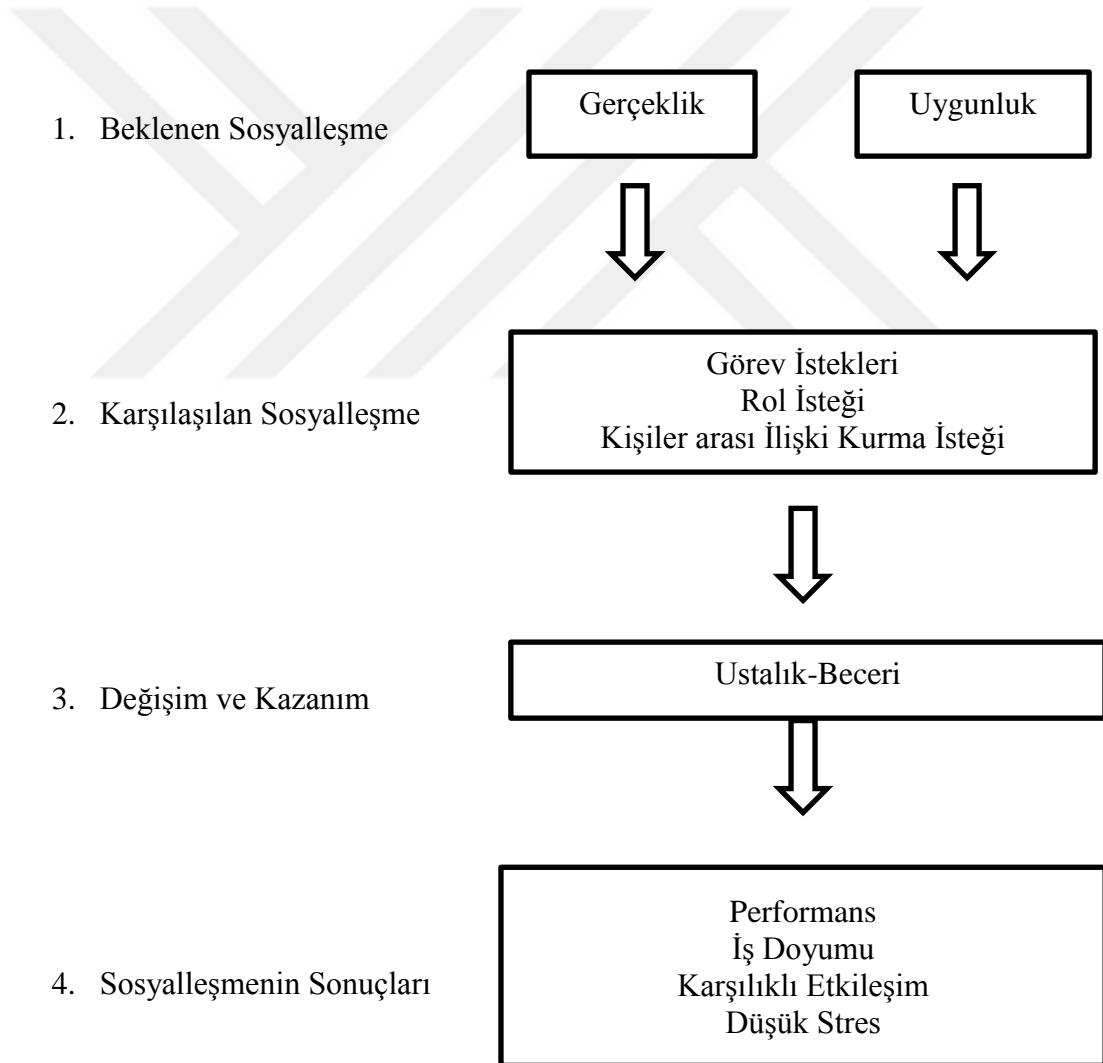 Gerçeklik
Uygunluk
1. Beklenen Sosyalleşme
Görev İstekleri
Rol İsteği
2. Karşılaşılan Sosyalleşme
Kişiler arası İlişki Kurma İsteği
Ustalık-Beceri
3. Değişim ve Kazanım
Performans
İş Doyumu
4. Sosyalleşmenin Sonuçları
Karşılıklı Etkileşim
Düşük Stres